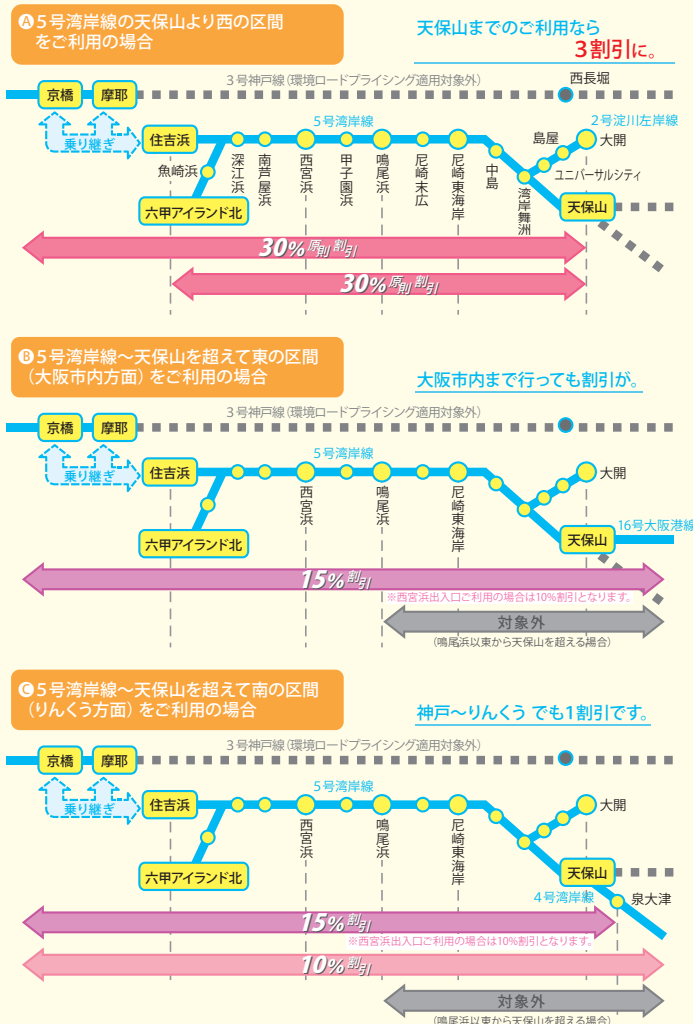 Ⓐ５号湾岸線の天保山より西の区間
をご利用の場合
天保山までのご利用なら
３割引に。
３号神戸線（環境ロードプライシング適用対象外）
西長堀
京橋
摩耶
乗り継ぎ
住吉浜
５号湾岸線
２号淀川左岸線
大開
島屋
ユニバーサルシティ
魚崎浜
六甲アイランド北
深江浜
南芦屋浜
西宮浜
甲子園浜
鳴尾浜
尼崎末広
尼崎東海岸
中島
湾岸舞洲
天保山
30%原則割引
30%原則割引
Ⓑ５号湾岸線～天保山を超えて東の区間
（大阪市内方面）をご利用の場合
大阪市内まで行っても割引が。
３号神戸線（環境ロードプライシング適用対象外）
京橋
摩耶
乗り継ぎ
住吉浜
５号湾岸線
大開
六甲アイランド北
西宮浜
鳴尾浜
尼崎東海岸
天保山
16号大阪港線
15%割引
※西宮浜出入口ご利用の場合は10%割引となります。
対象外
（鳴尾浜以東から天保山を超える場合）
Ⓒ５号湾岸線～天保山を超えて南の区間
（りんくう方面）をご利用の場合
神戸～りんくう でも１割引です。
３号神戸線（環境ロードプライシング適用対象外）
京橋
摩耶
乗り継ぎ
住吉浜
５号湾岸線
大開
六甲アイランド北
西宮浜
鳴尾浜
尼崎東海岸
天保山
４号湾岸線
泉大津
15%割引
※西宮浜出入口ご利用の場合は10%割引となります。
10%割引
対象外
（鳴尾浜以東から天保山を超える場合）